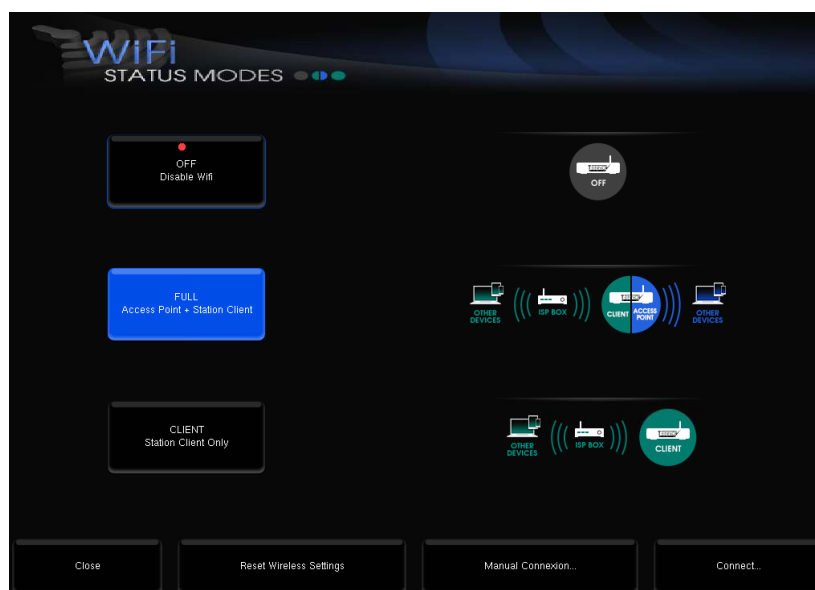 WiFi
STATUS MODES
OFF
Disable Wifi
OFF
FULL
Access Point + Station Client
OTHER
DEVICES
ISP BOX
CLIENT
ACCESS
POINT
OTHER
DEVICES
CLIENT
Station Client Only
OTHER
DEVICES
ISP BOX
CLIENT
Close
Reset Wireless Settings
Manual Connexion...
Connect...